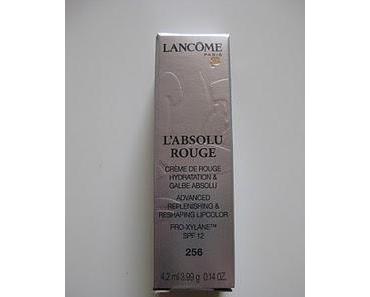 LANCÔME
PARIS
L'ABSOLU
ROUGE
CRÈME DE ROUGE
HYDRATATION &
GALBE ABSOLU
ADVANCED
REPLENISHING &
RESHAPING LIPCOLOR
PRO-XYLANE™
SPF 12
256
4.2 ml 3.99 g 0.14 OZ.